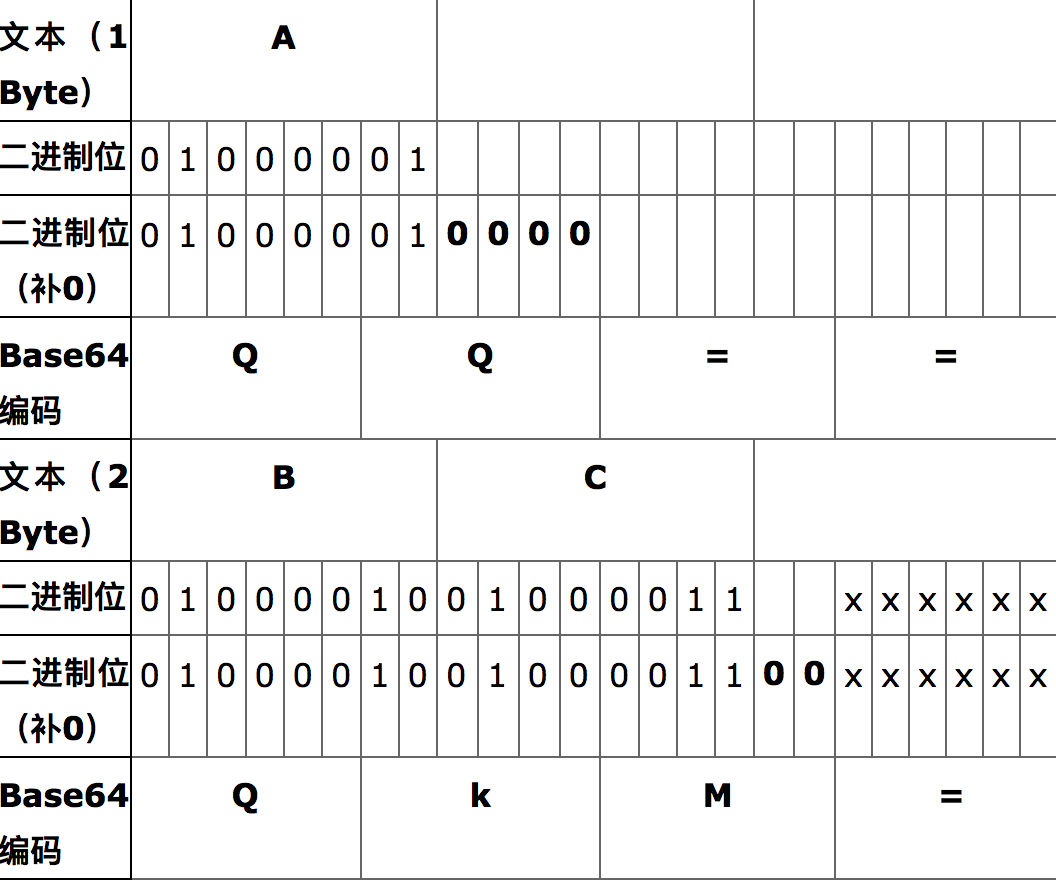 文本（1 Byte） A
二进制位 0 1 0 0 0 0 0 1
二进制位（补0） 0 1 0 0 0 0 0 1 0 0 0 0
Base64编码 Q Q = =
文本（2 Byte） B C
二进制位 0 1 0 0 0 0 1 0 0 1 0 0 0 0 1 1 x x x x x x
二进制位（补0） 0 1 0 0 0 0 1 0 0 1 0 0 0 0 1 1 0 0 x x x x x x
Base64编码 Q k M =